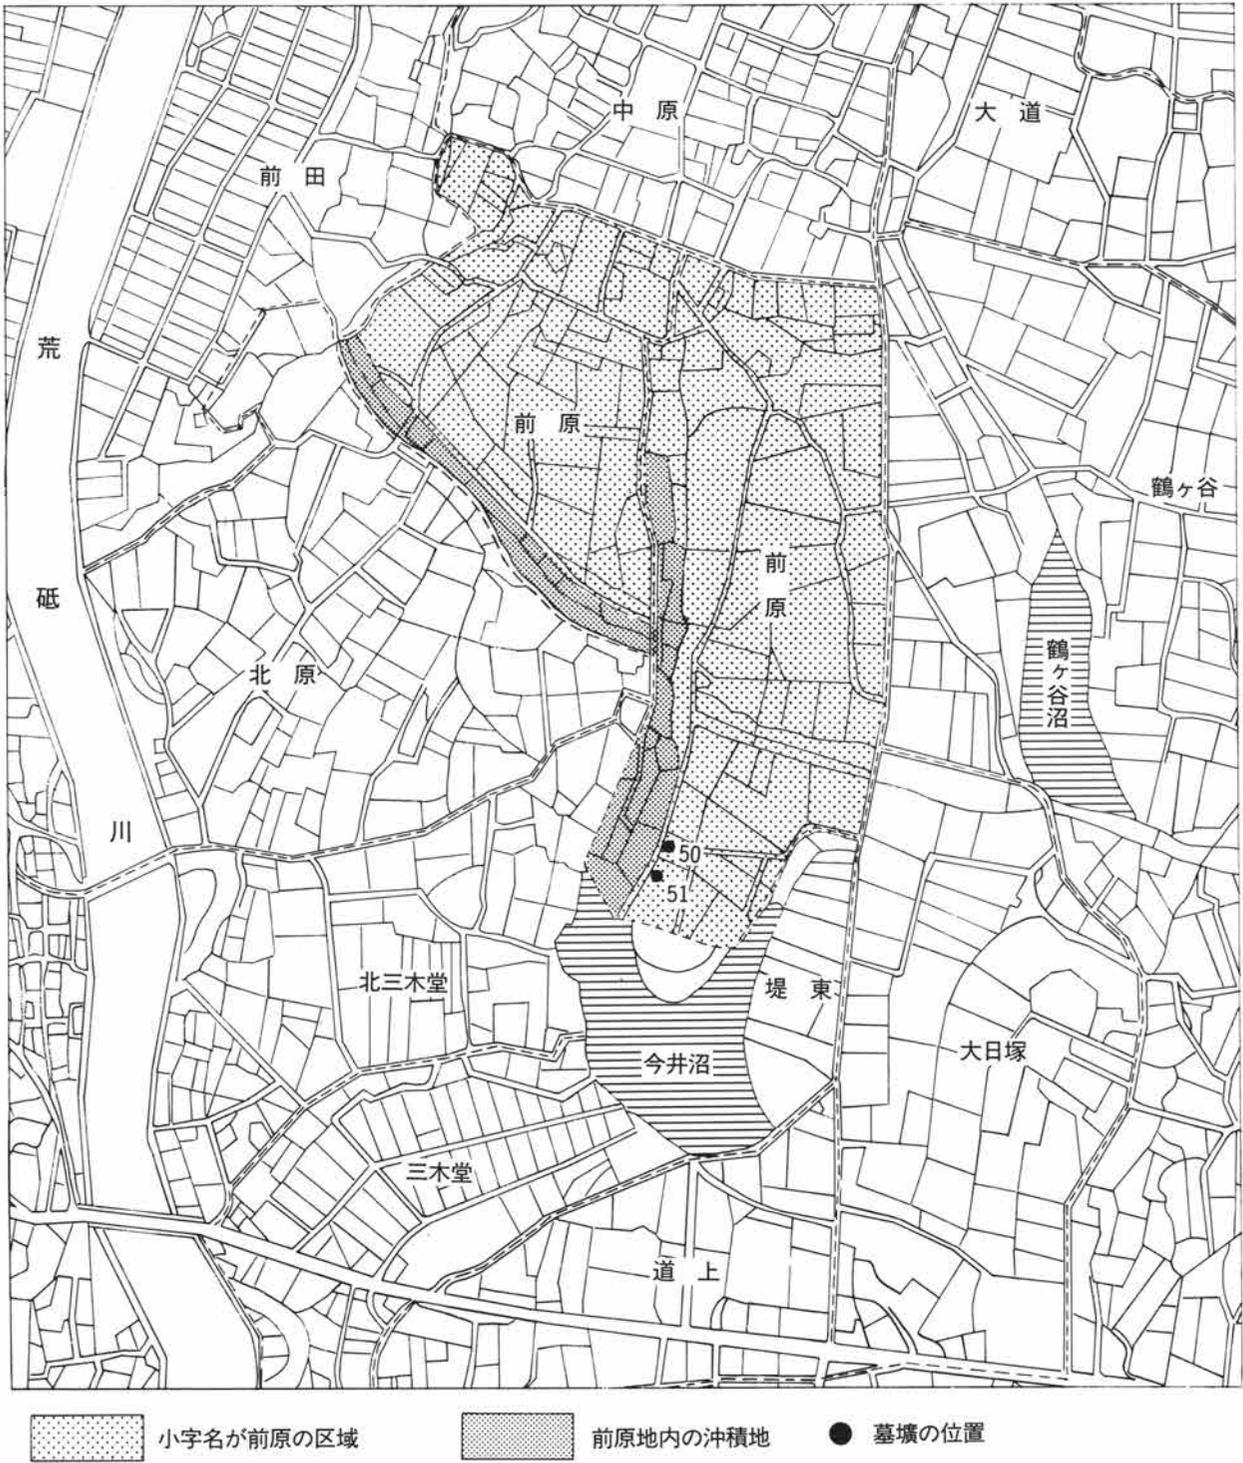 中原
大道
前田
荒砥川
前原
鶴ヶ谷
前原
鶴ヶ谷沼
北原
50
51
北三木堂
堤東
今井沼
大日塚
三木堂
道上
小字名が前原の区域
前原地内の沖積地
墓壙の位置